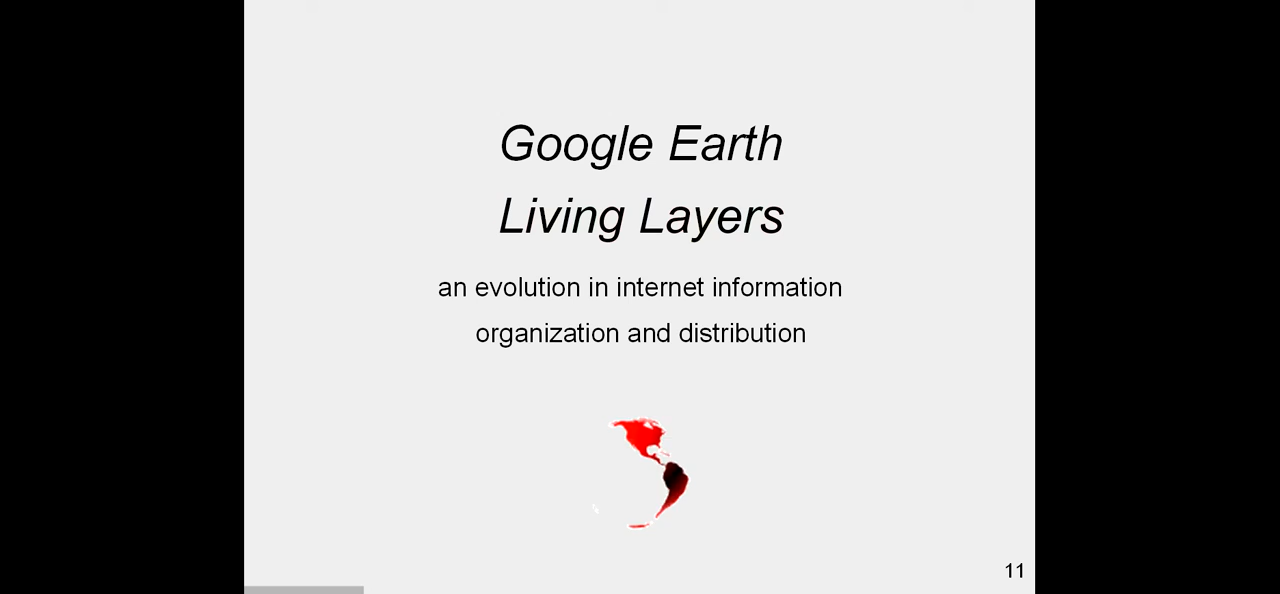 Google Earth
Living Layers
an evolution in internet information
organization and distribution
11